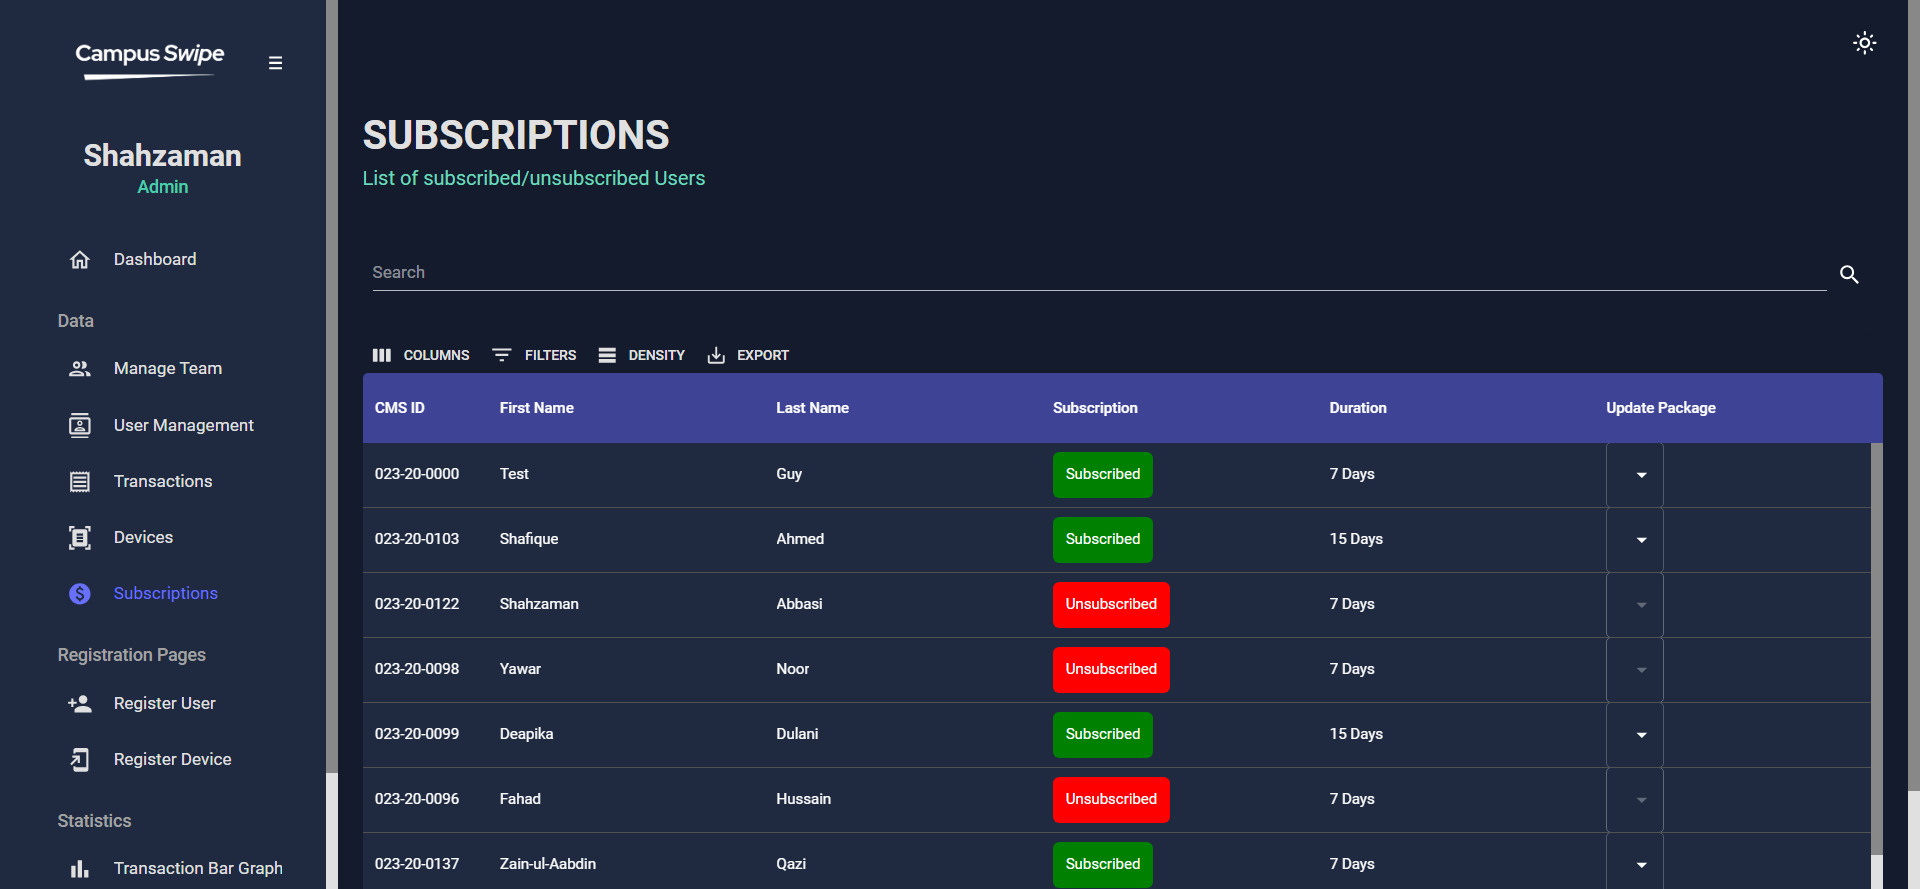 Campus Swipe
Shahzaman
Admin
Dashboard
Data
Manage Team
User Management
Transactions
Devices
Subscriptions
Registration Pages
Register User
Register Device
Statistics
Transaction Bar Graph
SUBSCRIPTIONS
List of subscribed/unsubscribed Users
Search
COLUMNS FILTERS DENSITY EXPORT
CMS ID First Name Last Name Subscription Duration Update Package
023-20-0000 Test Guy Subscribed 7 Days
023-20-0103 Shafique Ahmed Subscribed 15 Days
023-20-0122 Shahzaman Abbasi Unsubscribed 7 Days
023-20-0098 Yawar Noor Unsubscribed 7 Days
023-20-0099 Deapika Dulani Subscribed 15 Days
023-20-0096 Fahad Hussain Unsubscribed 7 Days
023-20-0137 Zain-ul-Aabdin Qazi Subscribed 7 Days